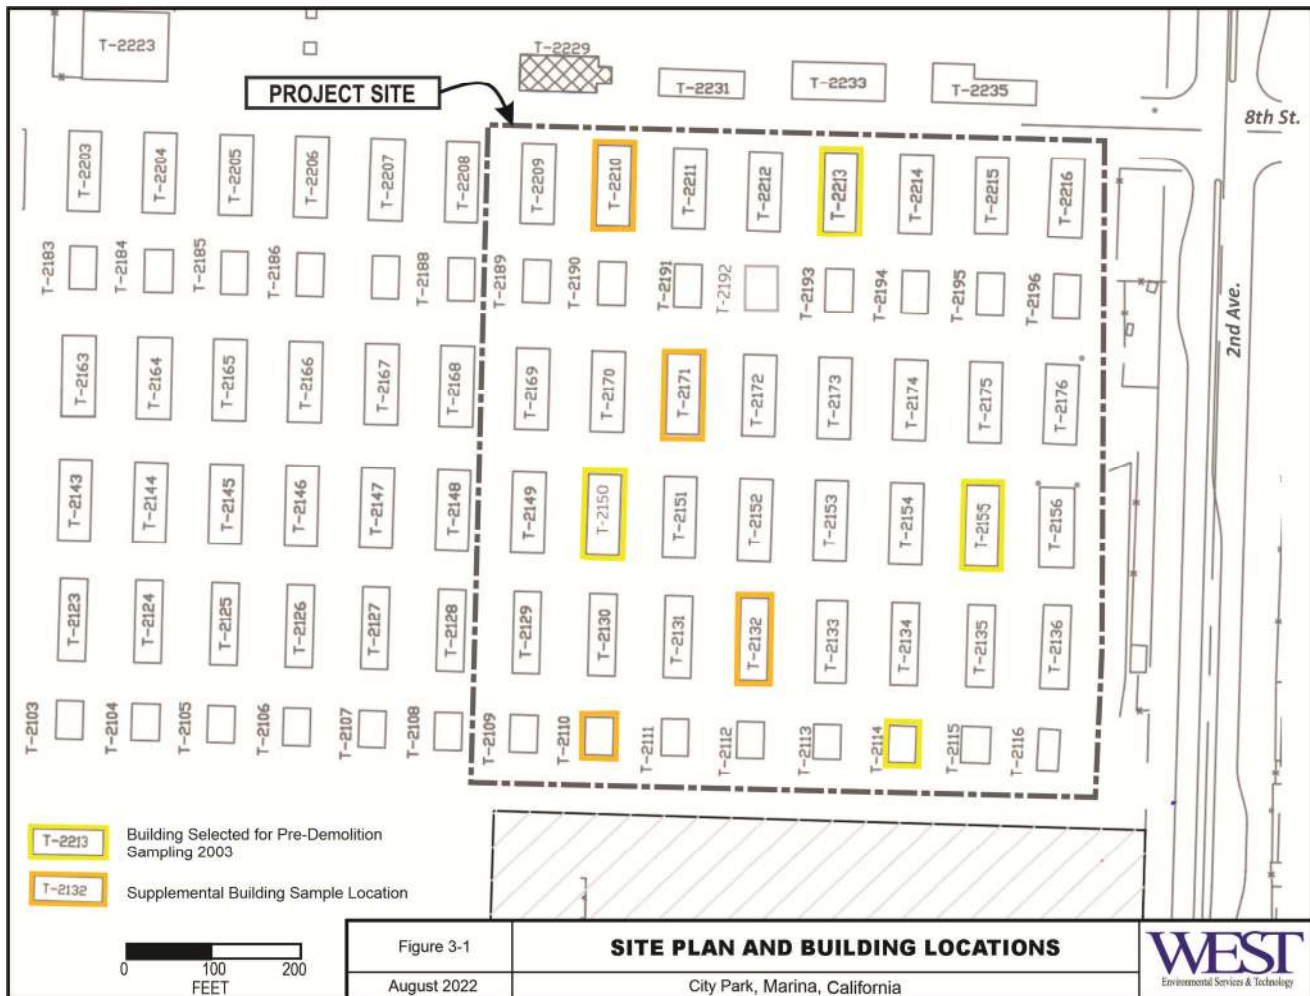 T-2223
T-2229
T-2231
T-2233
T-2235
PROJECT SITE
8th St.
T-2203
T-2204
T-2205
T-2206
T-2207
T-2208
T-2209
T-2210
T-2211
T-2212
T-2213
T-2214
T-2215
T-2216
T-2183
T-2184
T-2185
T-2186
T-2188
T-2189
T-2190
T-2191
T-2192
T-2193
T-2194
T-2195
T-2196
2nd Ave.
T-2163
T-2164
T-2165
T-2166
T-2167
T-2168
T-2169
T-2170
T-2171
T-2172
T-2173
T-2174
T-2175
T-2176
T-2143
T-2144
T-2145
T-2146
T-2147
T-2148
T-2149
T-2150
T-2151
T-2152
T-2153
T-2154
T-2155
T-2156
T-2123
T-2124
T-2125
T-2126
T-2127
T-2128
T-2129
T-2130
T-2131
T-2132
T-2133
T-2134
T-2135
T-2136
T-2103
T-2104
T-2105
T-2106
T-2107
T-2108
T-2109
T-2110
T-2111
T-2112
T-2113
T-2114
T-2115
T-2116
T-2213
Building Selected for Pre-Demolition
Sampling 2003
T-2132
Supplemental Building Sample Location
0 100 200
FEET
Figure 3-1
August 2022
SITE PLAN AND BUILDING LOCATIONS
City Park, Marina, California
WEST
Environmental Services & Technology